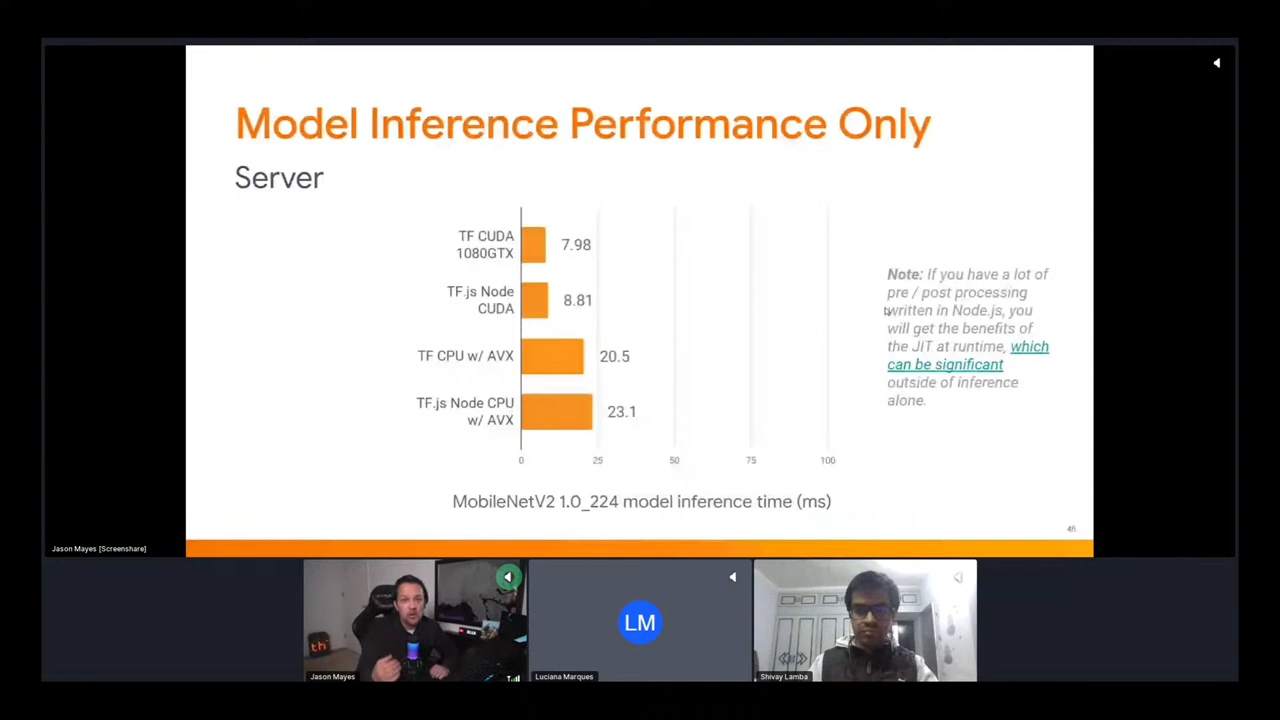 Model Inference Performance Only
Server
TF CUDA
1080GTX
7.98
TF.js Node
CUDA
8.81
TF CPU w/ AVX
20.5
TF.js Node CPU
w/ AVX
23.1
0 25 50 75 100
MobileNetV2 1.0_224 model inference time (ms)
Note: If you have a lot of
pre / post processing
written in Node.js, you
will get the benefits of
the JIT at runtime, which
can be significant
outside of inference
alone.
46
Jason Mayes [Screenshare]
LM
Jason Mayes
Luciana Marques
Shivay Lamba